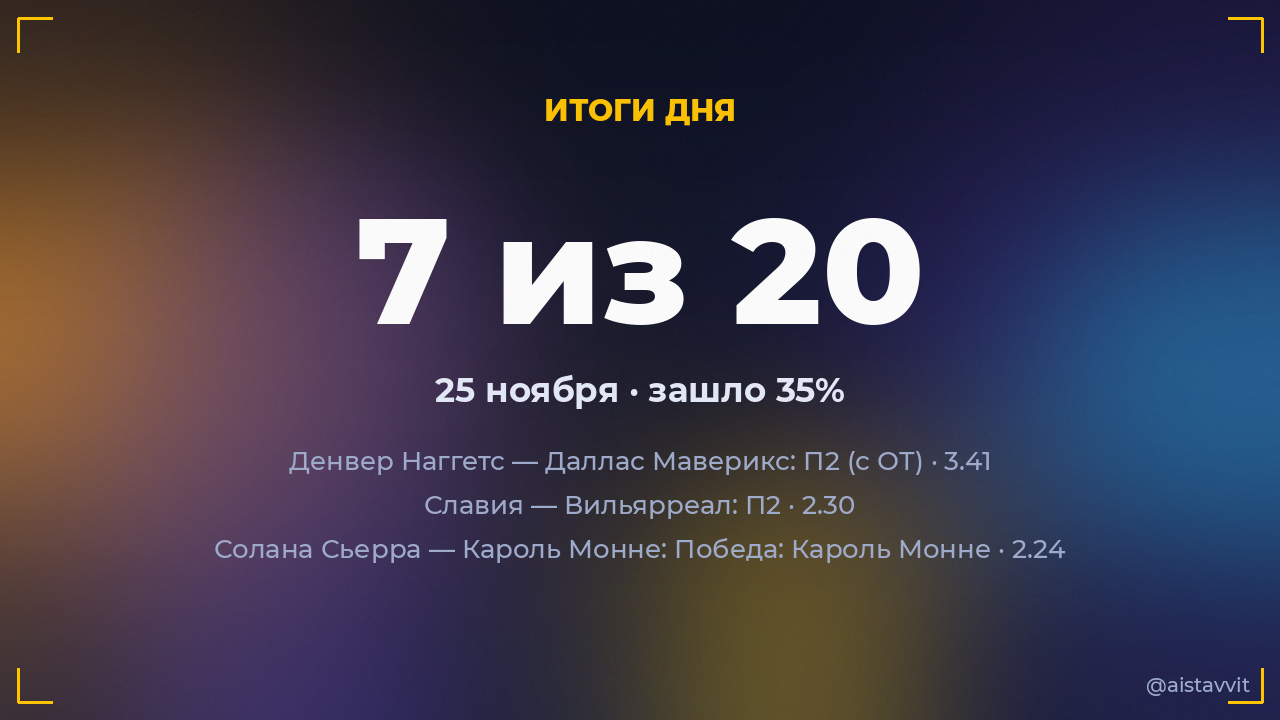 ИТОГИ ДНЯ
7 из 20
25 ноября · зашло 35%
Денвер Наггетс — Даллас Маверикс: П2 (с ОТ) · 3.41
Славия — Вильярреал: П2 · 2.30
Солана Сьерра — Кароль Монне: Победа: Кароль Монне · 2.24
@aistavvit